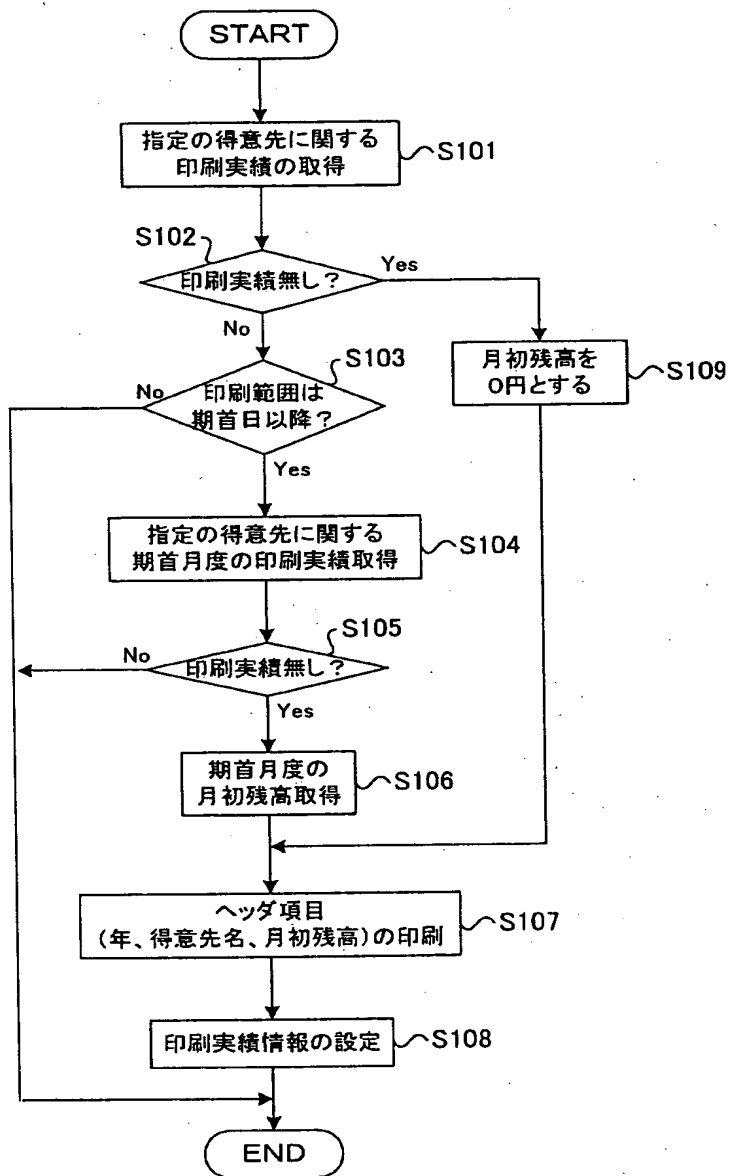 START
指定の得意先に関する
印刷実績の取得
S101
S102
印刷実績無し？
Yes
No
S103
印刷範囲は
期首日以降？
No
Yes
月初残高を
0円とする
S109
指定の得意先に関する
期首月度の印刷実績取得
S104
S105
印刷実績無し？
No
Yes
期首月度の
月初残高取得
S106
ヘッダ項目
(年、得意先名、月初残高)の印刷
S107
印刷実績情報の設定
S108
END